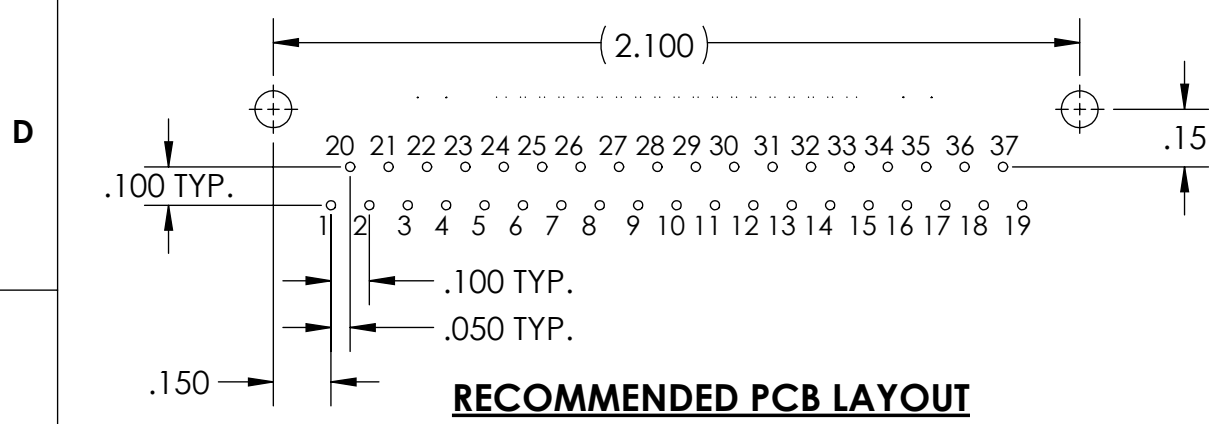 (2.100)
D
.15
20 21 22 23 24 25 26 27 28 29 30 31 32 33 34 35 36 37
.100 TYP.
1 2 3 4 5 6 7 8 9 10 11 12 13 14 15 16 17 18 19
.100 TYP.
.050 TYP.
.150
RECOMMENDED PCB LAYOUT